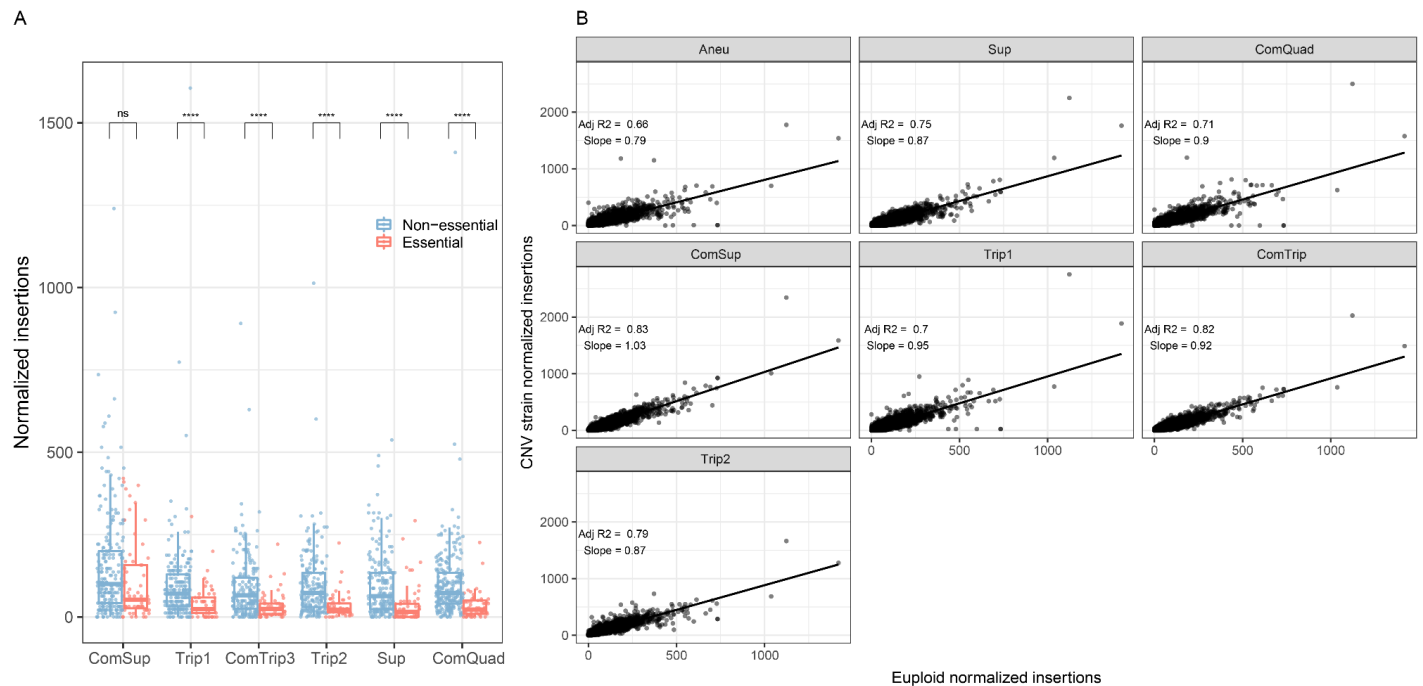 A
B
Normalized insertions
1500
1000
500
0
ns
****
****
****
****
****
Non−essential
Essential
ComSup
Trip1
ComTrip3
Trip2
Sup
ComQuad
CNV strain normalized insertions
Aneu
Sup
ComQuad
2000
1000
0
Adj R2 = 0.66
Slope = 0.79
Adj R2 = 0.75
Slope = 0.87
Adj R2 = 0.71
Slope = 0.9
ComSup
Trip1
ComTrip
2000
1000
0
Adj R2 = 0.83
Slope = 1.03
Adj R2 = 0.7
Slope = 0.95
Adj R2 = 0.82
Slope = 0.92
0
500
1000
0
500
1000
Trip2
2000
1000
0
Adj R2 = 0.79
Slope = 0.87
0
500
1000
Euploid normalized insertions